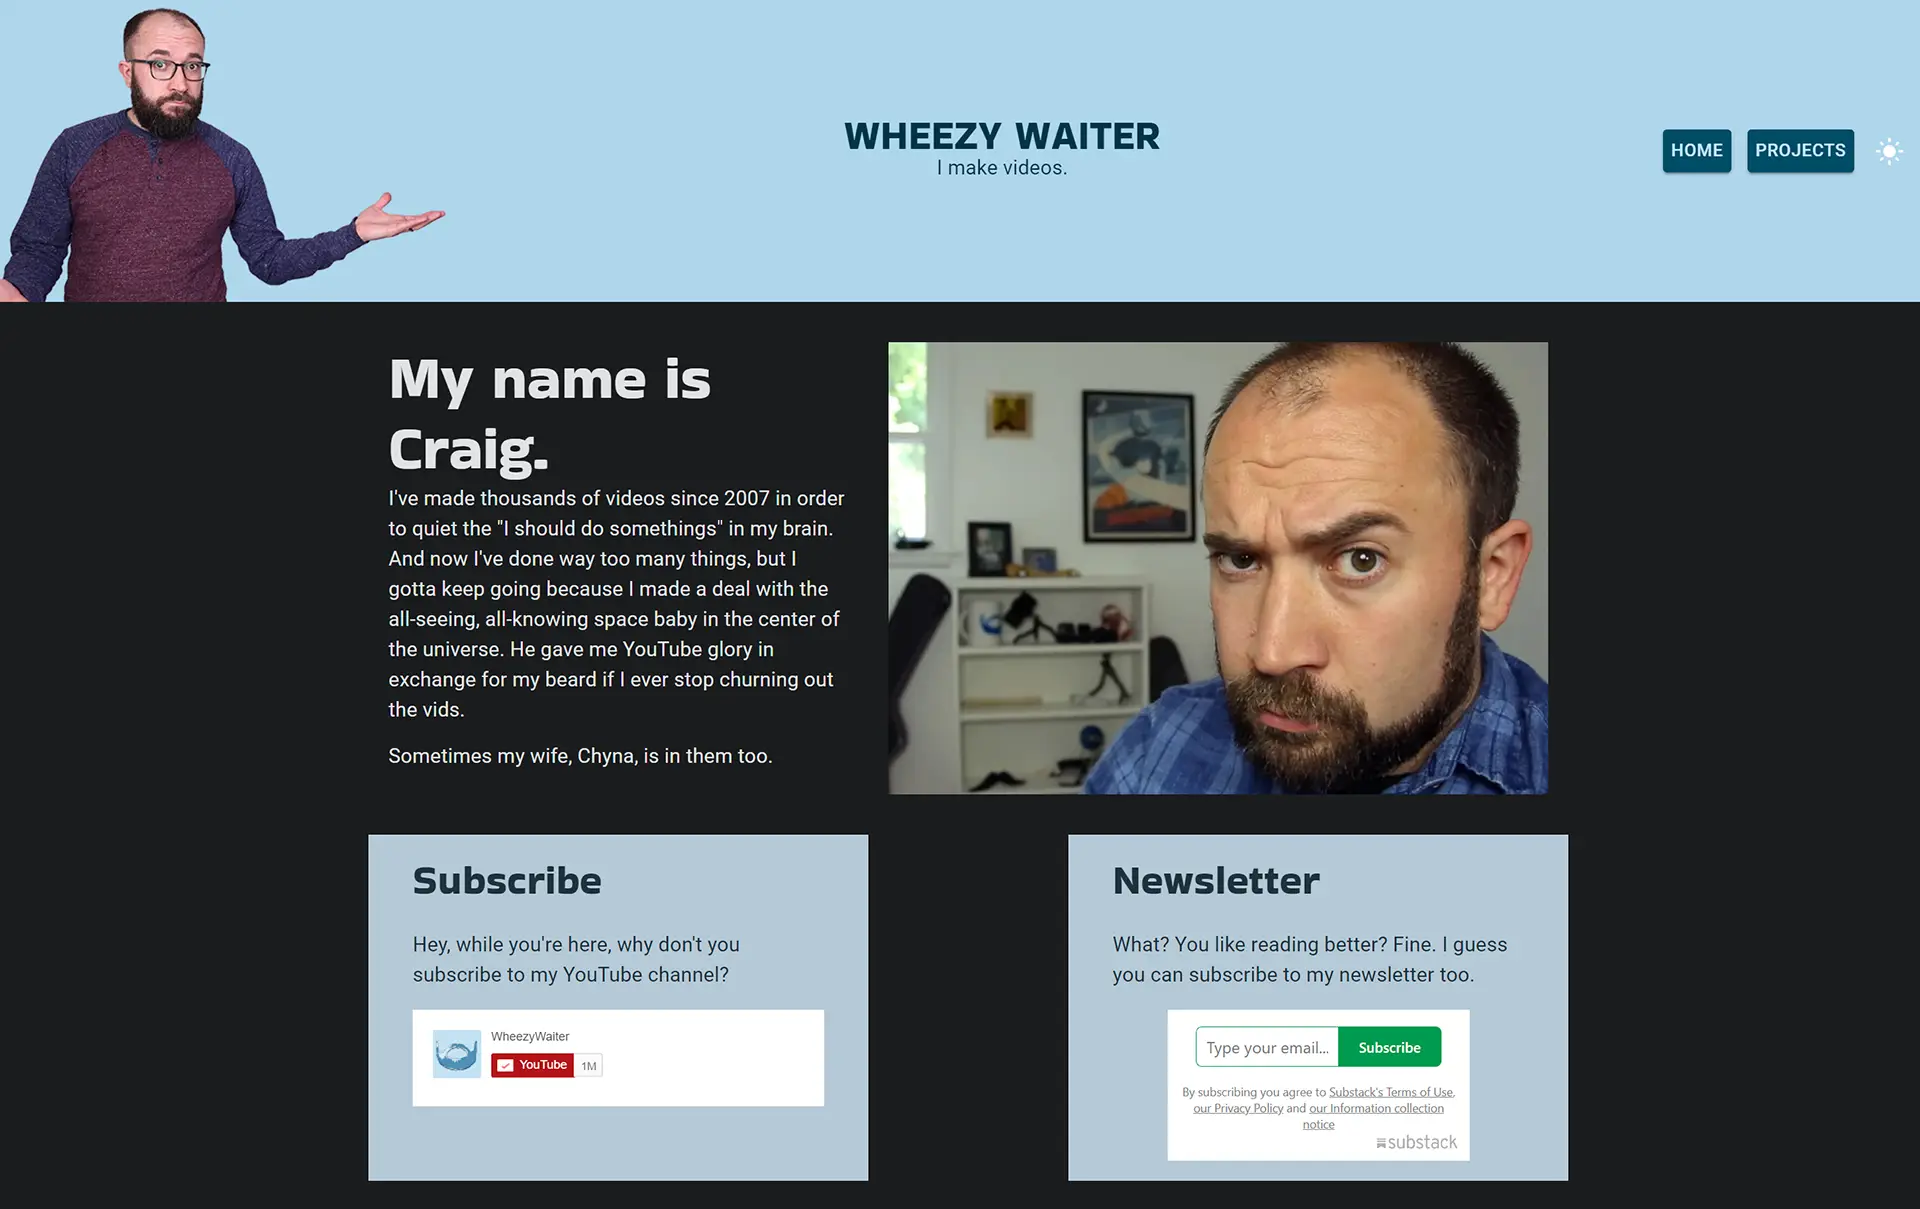 WHEEZY WAITER
I make videos.
HOME
PROJECTS
My name is
Craig.
I've made thousands of videos since 2007 in order
to quiet the "I should do somethings" in my brain.
And now I've done way too many things, but I
gotta keep going because I made a deal with the
all-seeing, all-knowing space baby in the center of
the universe. He gave me YouTube glory in
exchange for my beard if I ever stop churning out
the vids.
Sometimes my wife, Chyna, is in them too.
Subscribe
Hey, while you're here, why don't you
subscribe to my YouTube channel?
WheezyWaiter
YouTube
1M
Newsletter
What? You like reading better? Fine. I guess
you can subscribe to my newsletter too.
Type your email...
Subscribe
By subscribing you agree to Substack's Terms of Use,
our Privacy Policy and our Information collection
notice
substack